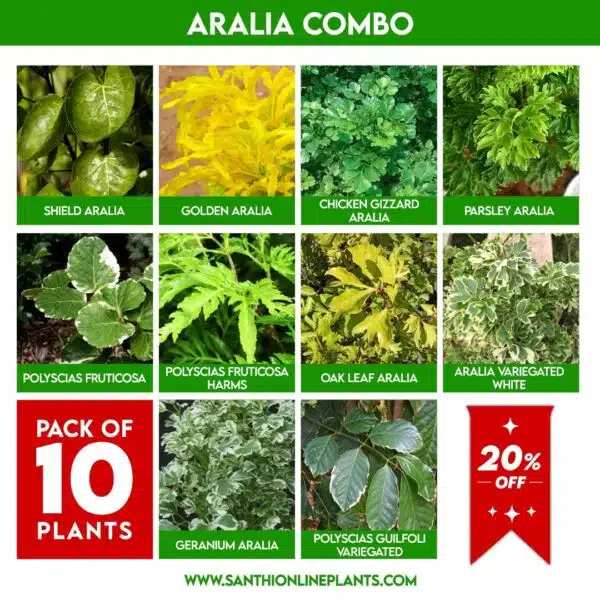 ARALIA COMBO
SHIELD ARALIA
GOLDEN ARALIA
CHICKEN GIZZARD
ARALIA
PARSLEY ARALIA
POLYSCIAS FRUTICOSA
POLYSCIAS FRUTICOSA
HARMS
OAK LEAF ARALIA
ARALIA VARIEGATED
WHITE
PACK OF
10
PLANTS
GERANIUM ARALIA
POLYSCIAS GUILFOLI
VARIEGATED
20%
OFF
WWW.SANTHIONLINEPLANTS.COM